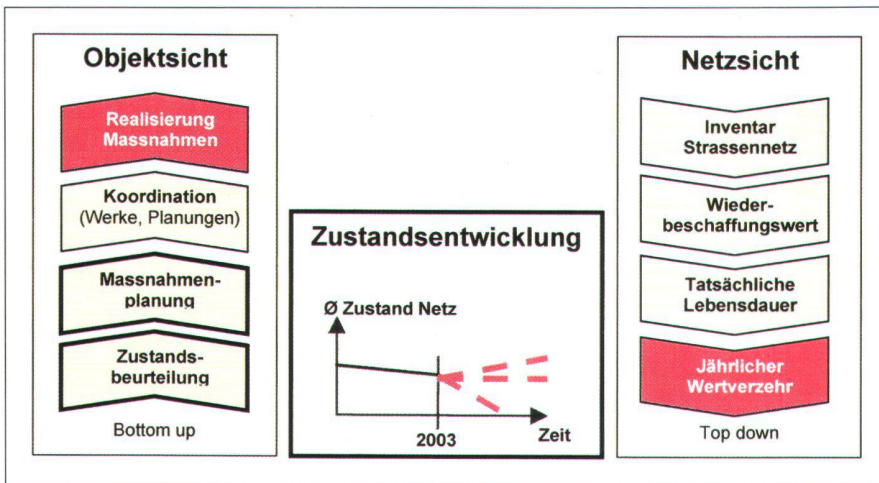 Objektsicht
Realisierung
Massnahmen
Koordination
(Werke, Planungen)
Massnahmen-
planung
Zustands-
beurteilung
Bottom up
Zustandsentwicklung
Ø Zustand Netz
2003
Zeit
Netzsicht
Inventar
Strassennetz
Wieder-
beschaffungswert
Tatsächliche
Lebensdauer
Jährlicher
Wertverzehr
Top down